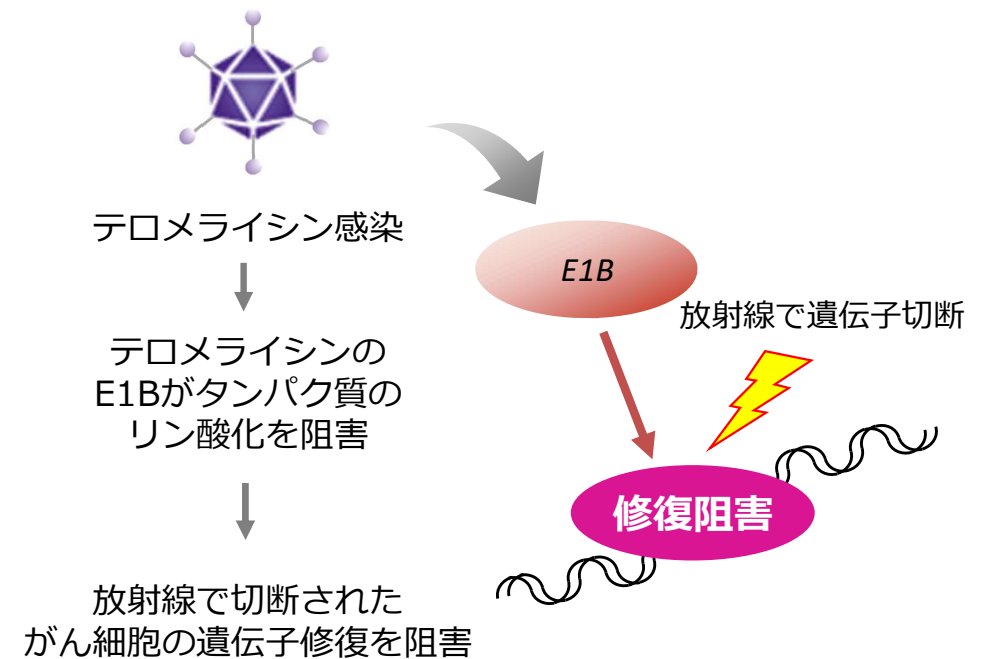 テロメライシン感染
テロメライシンの
E1Bがタンパク質の
リン酸化を阻害
放射線で切断された
がん細胞の遺伝子修復を阻害
E1B
放射線で遺伝子切断
修復阻害